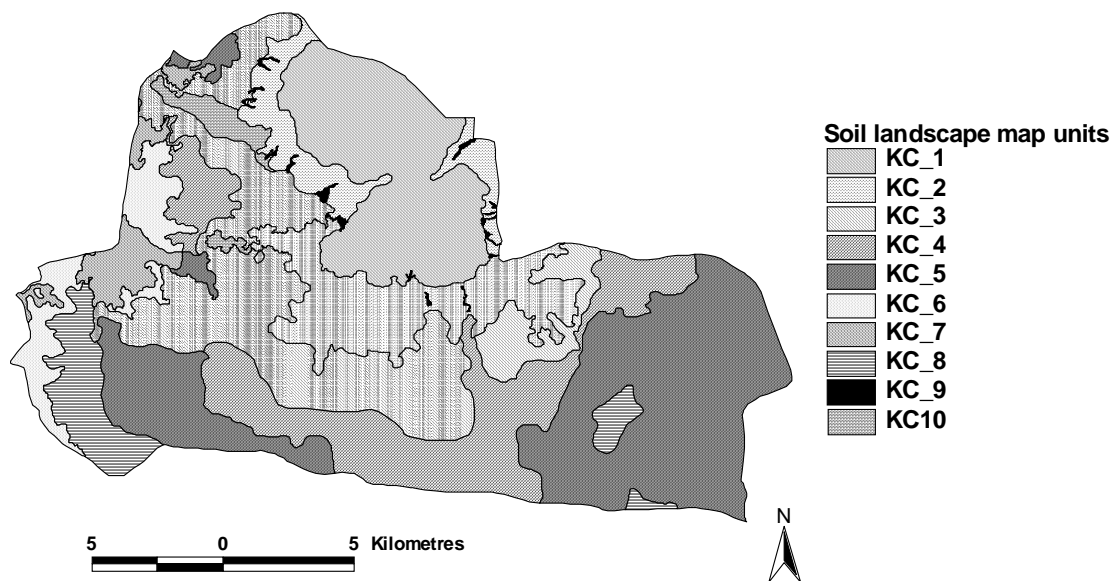 Soil landscape map units
KC_1
KC_2
KC_3
KC_4
KC_5
KC_6
KC_7
KC_8
KC_9
KC10
5 0 5 Kilometres
N